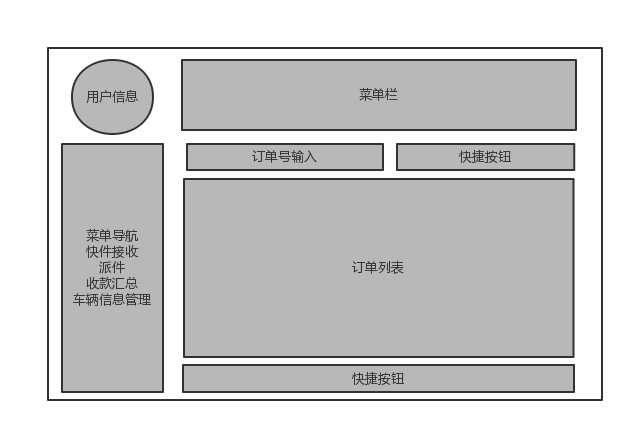 用户信息
菜单栏
订单号输入
快捷按钮
菜单导航
快件接收
派件
收款汇总
车辆信息管理
订单列表
快捷按钮